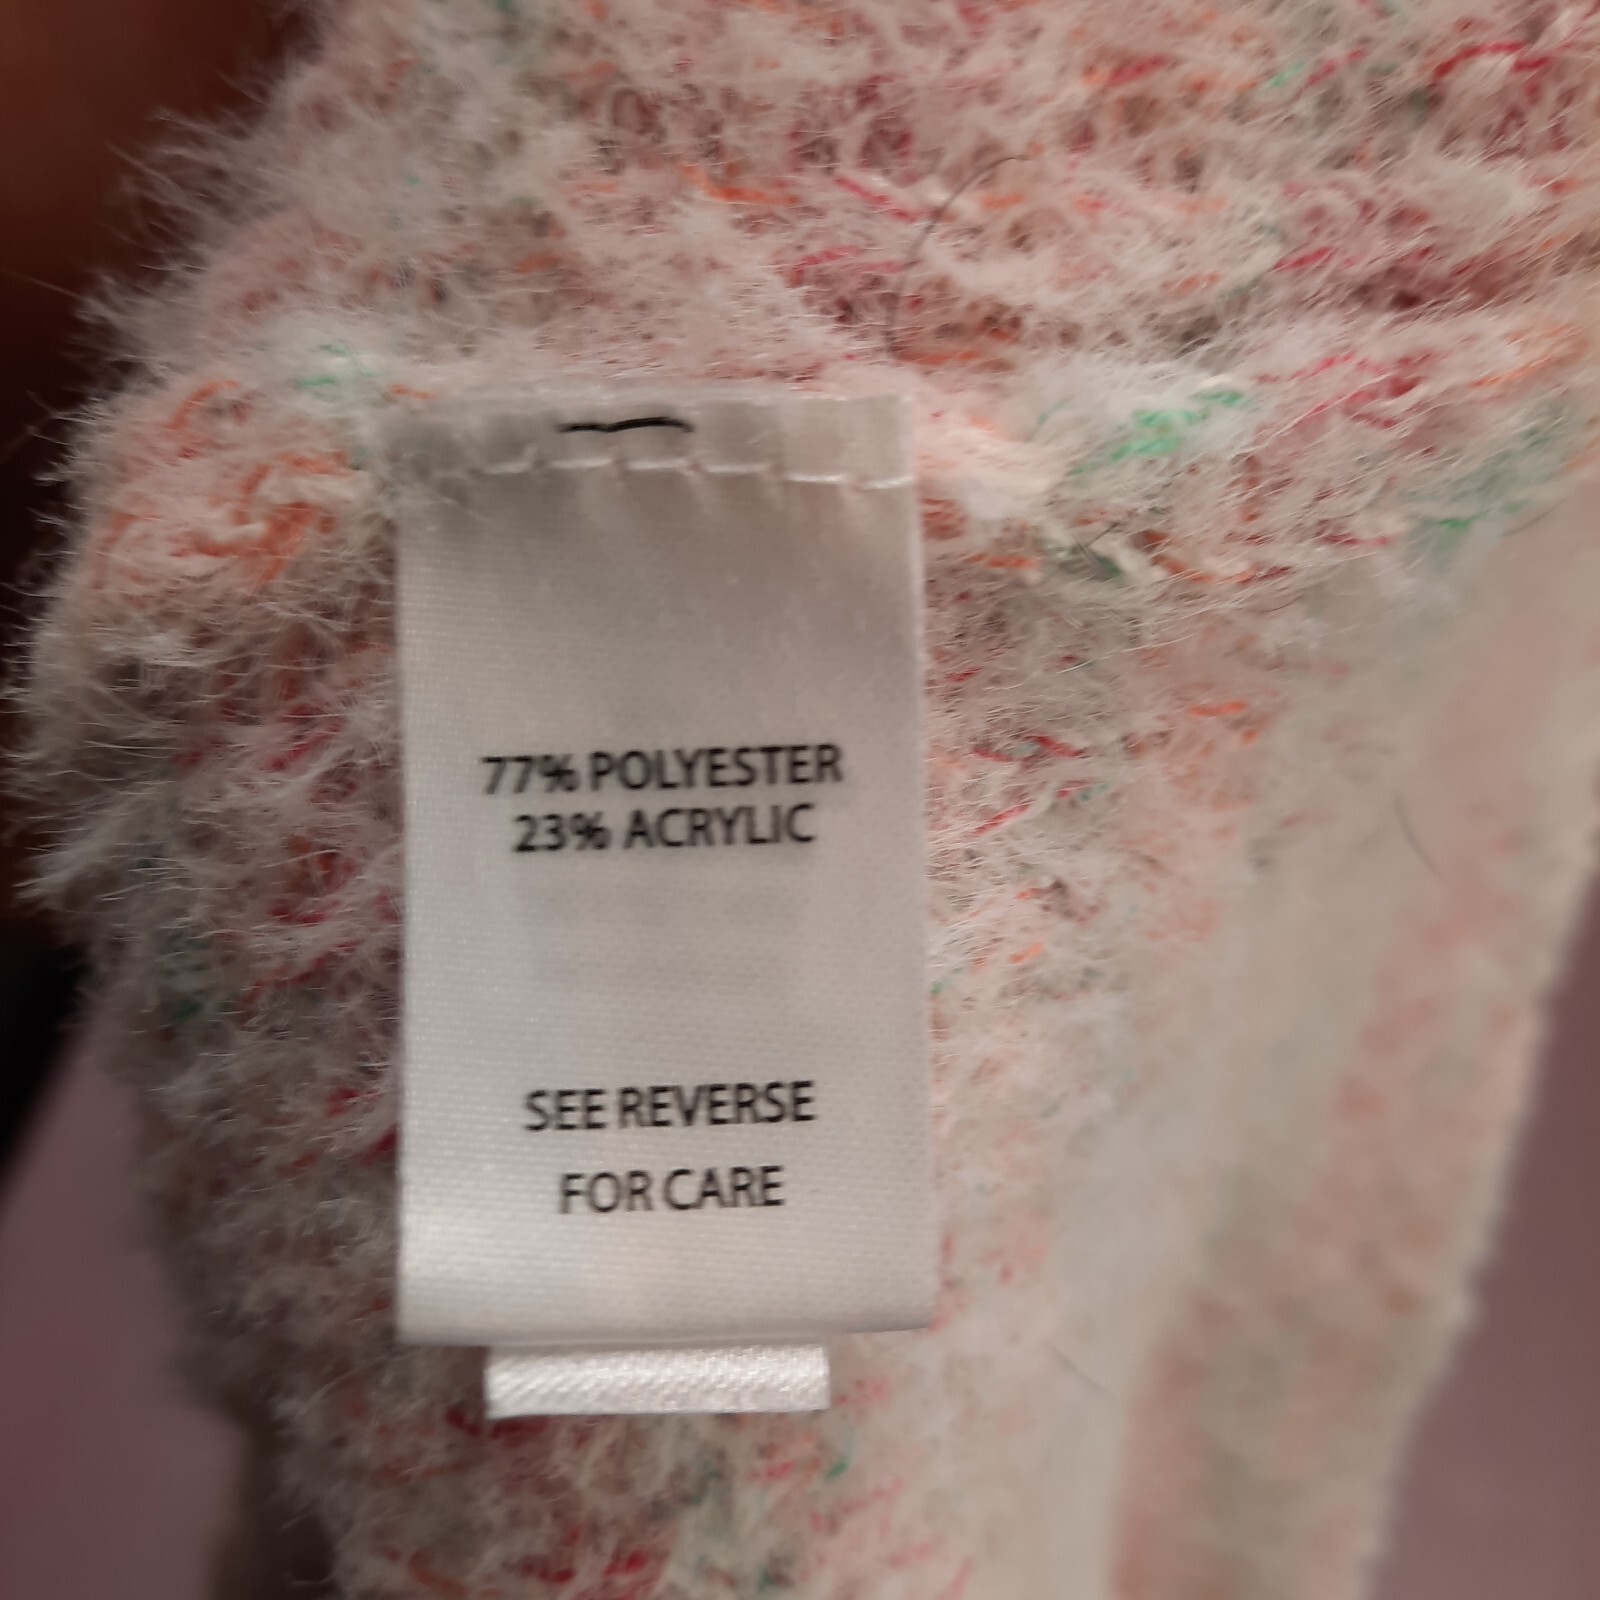 77% POLYESTER
23% ACRYLIC
SEE REVERSE
FOR CARE